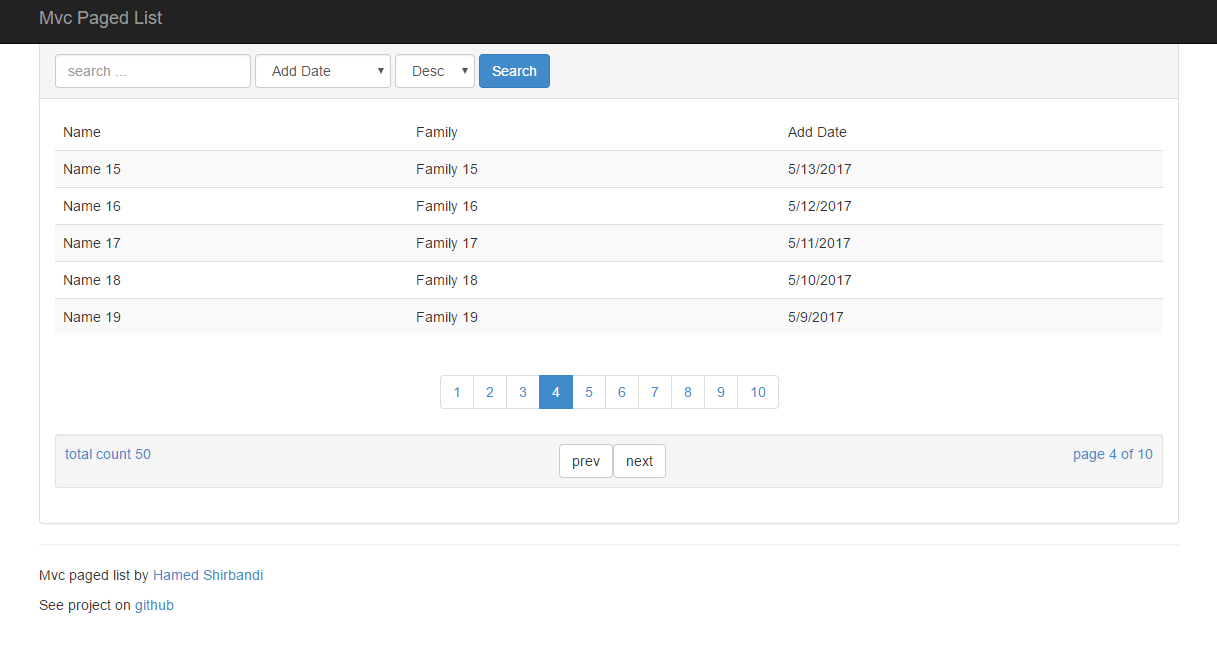 Mvc Paged List
search ... Add Date Desc Search
Name Family Add Date
Name 15 Family 15 5/13/2017
Name 16 Family 16 5/12/2017
Name 17 Family 17 5/11/2017
Name 18 Family 18 5/10/2017
Name 19 Family 19 5/9/2017
1 2 3 4 5 6 7 8 9 10
total count 50 prev next page 4 of 10
Mvc paged list by Hamed Shirbandi
See project on github